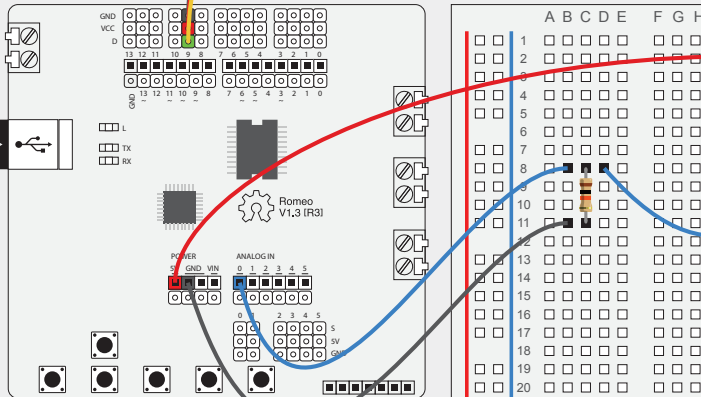 GND
VCC
D
13 12 11 10 9 8 7 6 5 4 3 2 1 0
GND 13 12 11 10 9 8 7 6 5 4 3 2 1 0
~ ~ ~ ~ ~ ~ ~
L
TX
RX
Romeo
V1.3 [R3]
POWER
5V GND VIN
ANALOG IN
0 1 2 3 4 5
0 1 2 3 4 5
S
5V
GND
A B C D E F G H
1
2
3
4
5
6
7
8
9
10
11
12
13
14
15
16
17
18
19
20